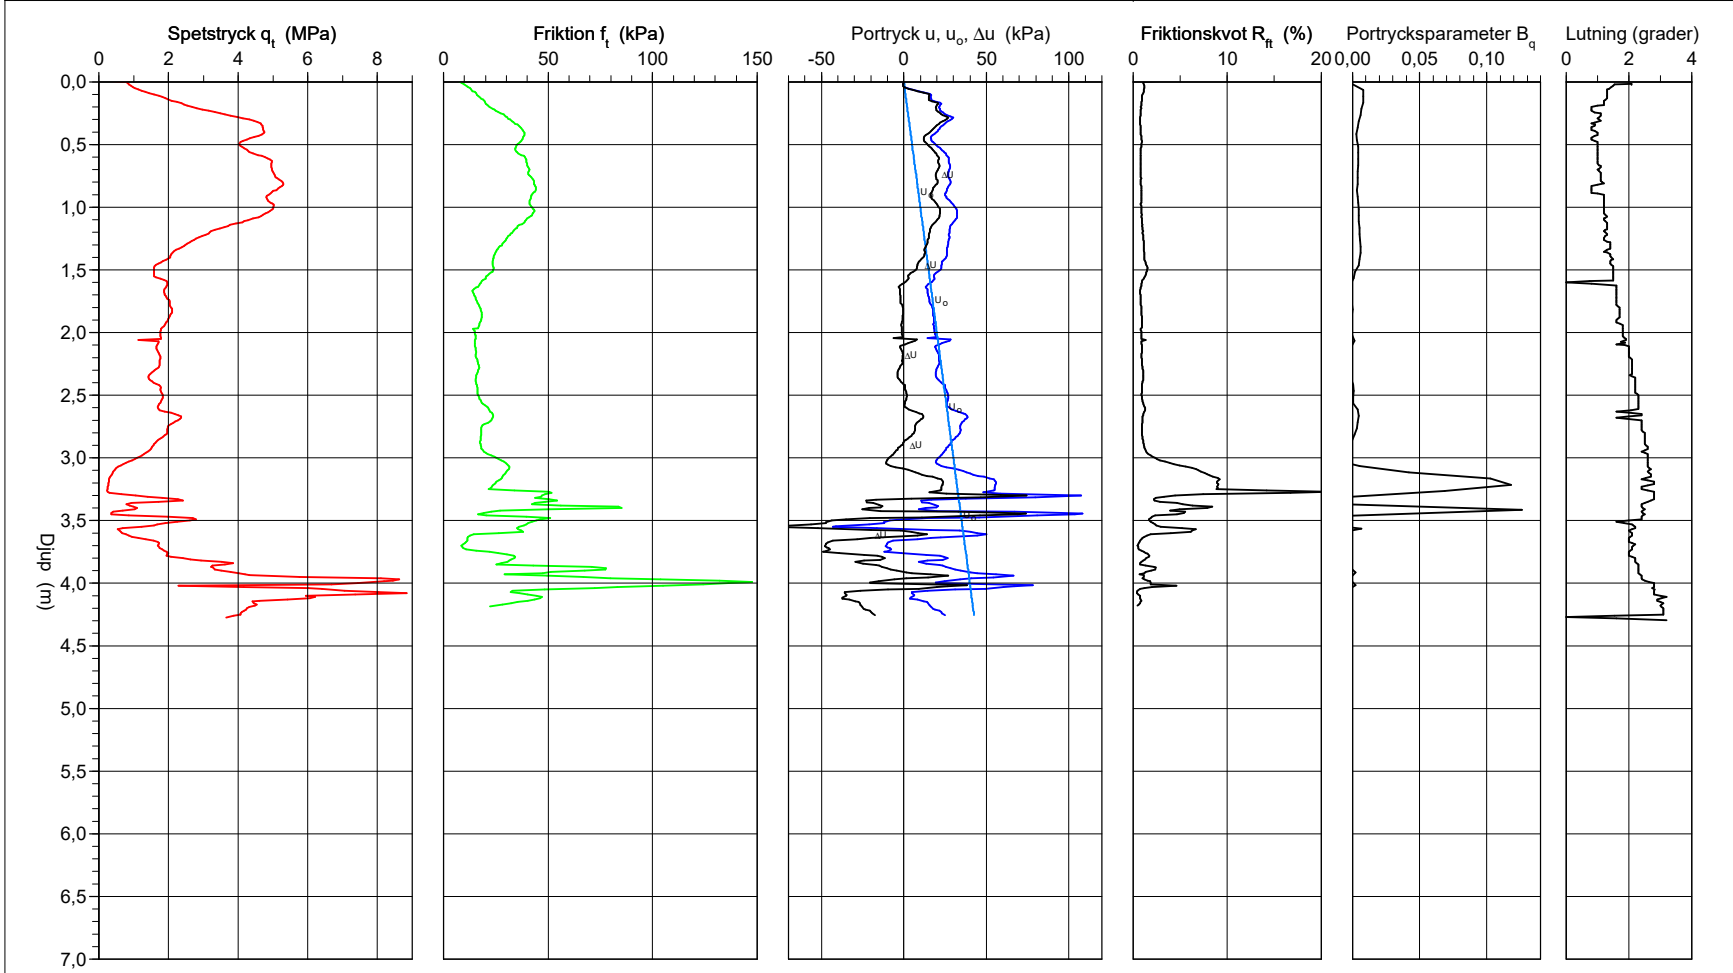 Spetstryck qt (MPa) Friktion ft (kPa) Portryck u, uo, Δu (kPa) Friktionskvot Rft (%) Portrycksparameter Bq Lutning (grader)
0 2 4 6 8 0 50 100 150 -50 0 50 100 0 10 20 0,00 0,05 0,10 0 2 4
0,0
0,5
ΔU
Uo
1,0
ΔU
1,5
Uo
2,0
ΔU
2,5
Uo
ΔU
3,0
Uo
3,5
ΔU
Djup (m)
4,0
4,5
5,0
5,5
6,0
6,5
7,0